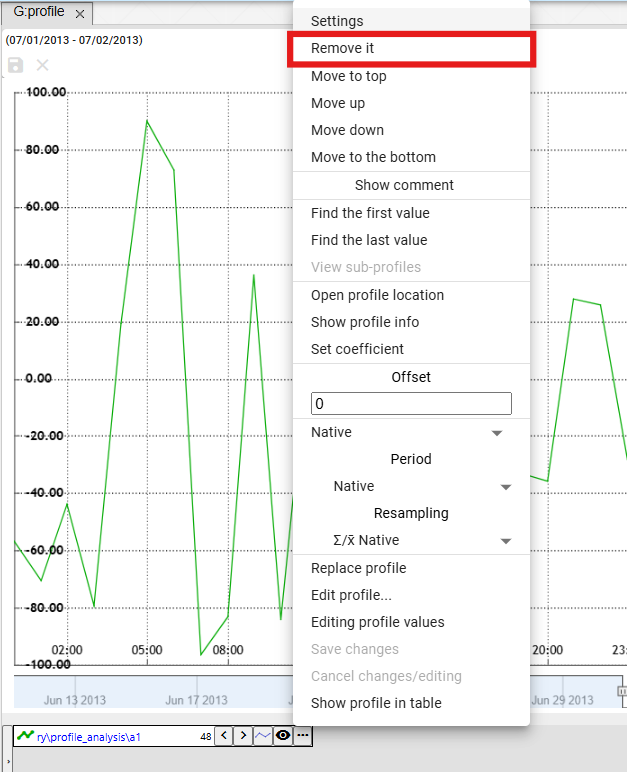 G:profile
(07/01/2013 - 07/02/2013)
100.00
80.00
60.00
40.00
20.00
0.00
-20.00
-40.00
-60.00
-80.00
-100.00
02:00 05:00 08:00 20:00 23:
Jun 13 2013 Jun 17 2013 Jun 29 2013
ry\profile_analysis\a1 48
Settings
Remove it
Move to top
Move up
Move down
Move to the bottom
Show comment
Find the first value
Find the last value
View sub-profiles
Open profile location
Show profile info
Set coefficient
Offset
0
Native
Period
Native
Resampling
Σ/x̄ Native
Replace profile
Edit profile...
Editing profile values
Save changes
Cancel changes/editing
Show profile in table